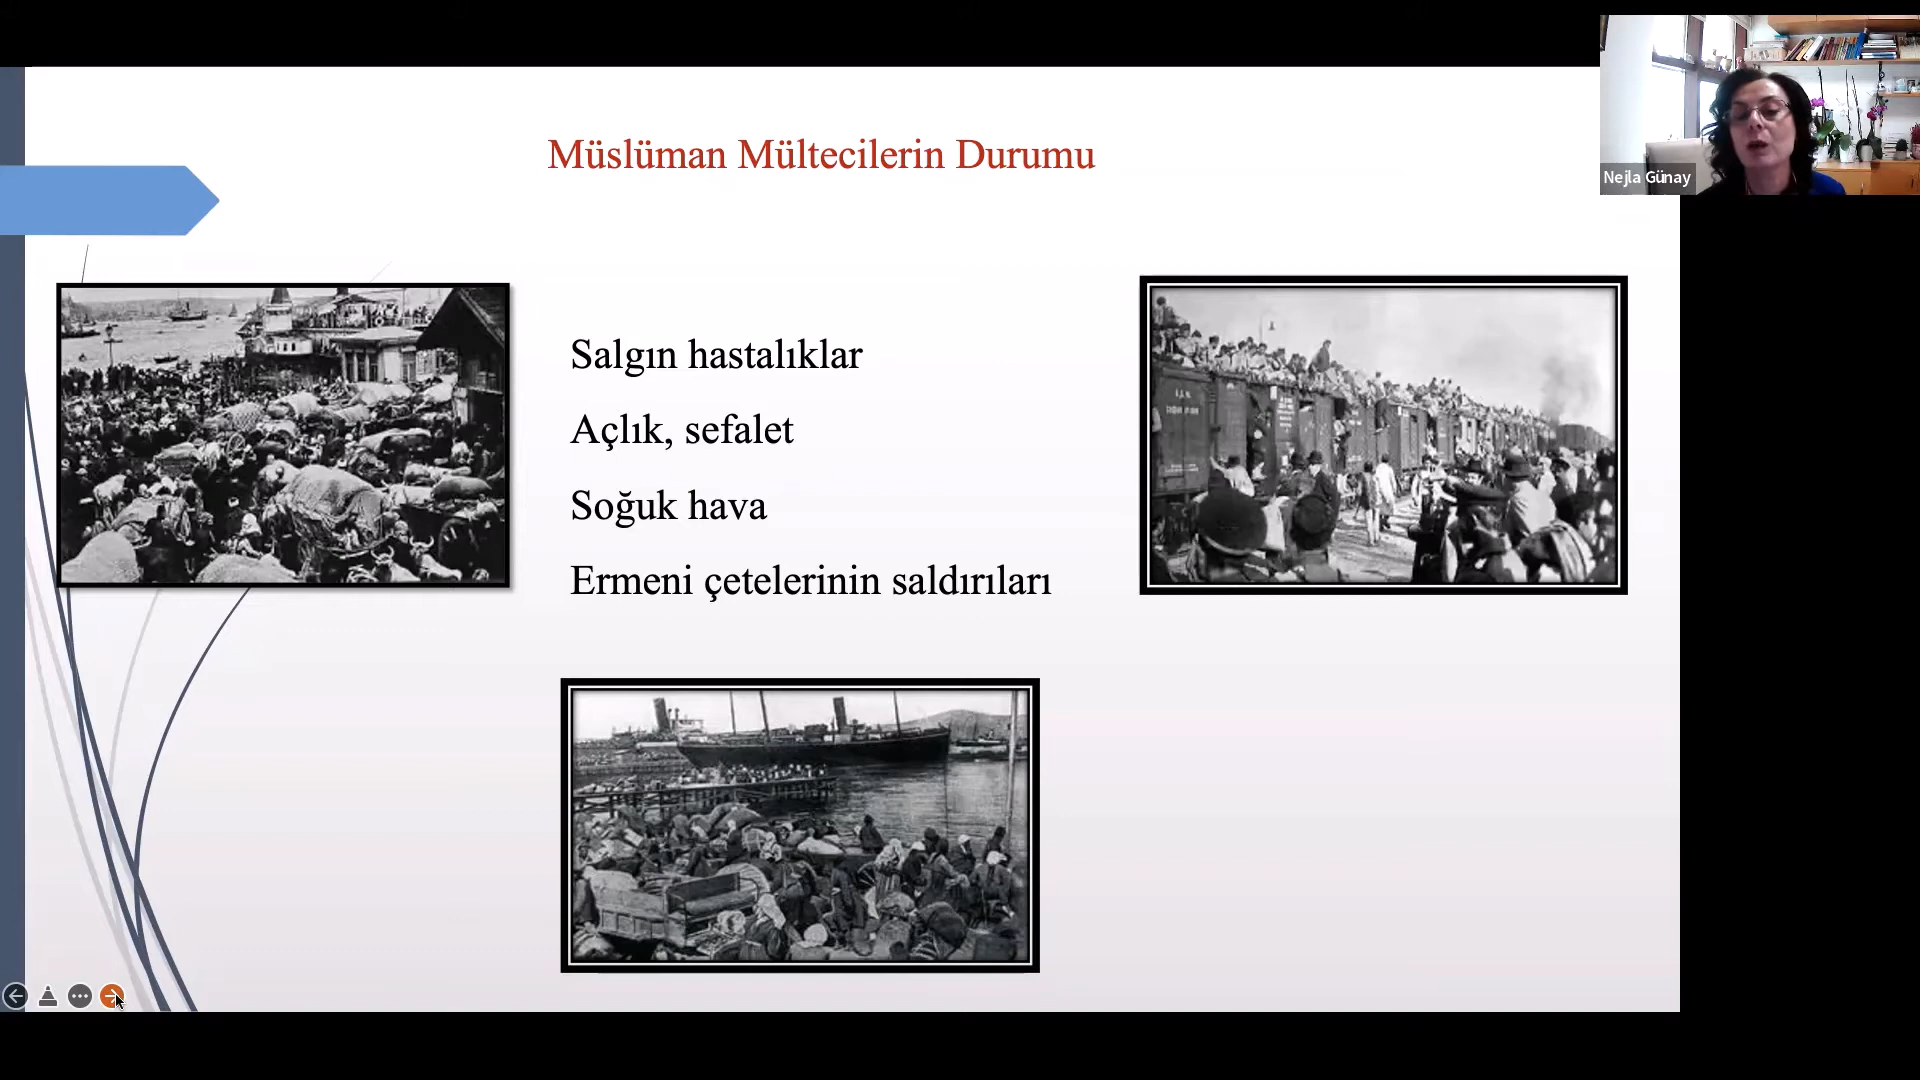 Müslüman Mültecilerin Durumu
Nejla Günay
Salgın hastalıklar
Açlık, sefalet
Soğuk hava
Ermeni çetelerinin saldırıları